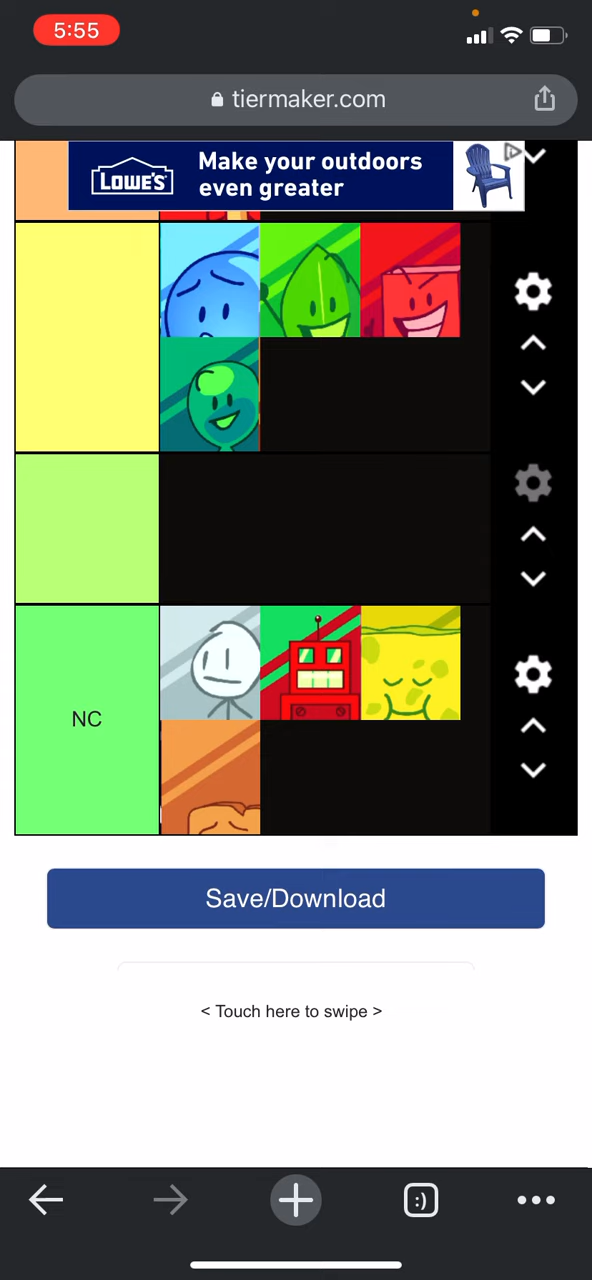 5:55
tiermaker.com
LOWE'S
Make your outdoors
even greater
NC
Save/Download
< Touch here to swipe >
:)